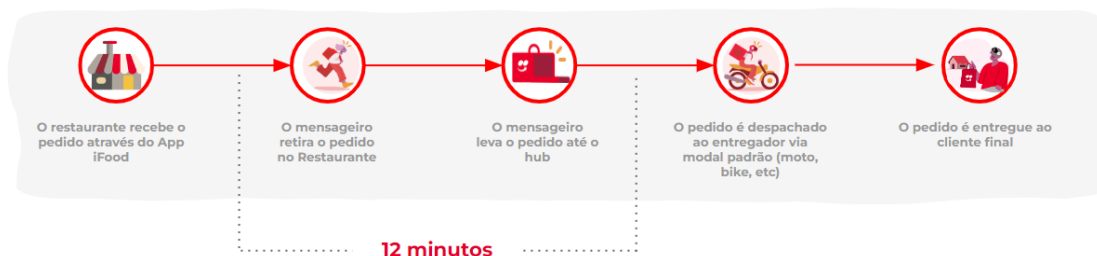 O restaurante recebe o
pedido através do App
iFood
O mensageiro
retira o pedido
no Restaurante
O mensageiro
leva o pedido até o
hub
O pedido é despachado
ao entregador via
modal padrão (moto,
bike, etc)
O pedido é entregue ao
cliente final
12 minutos